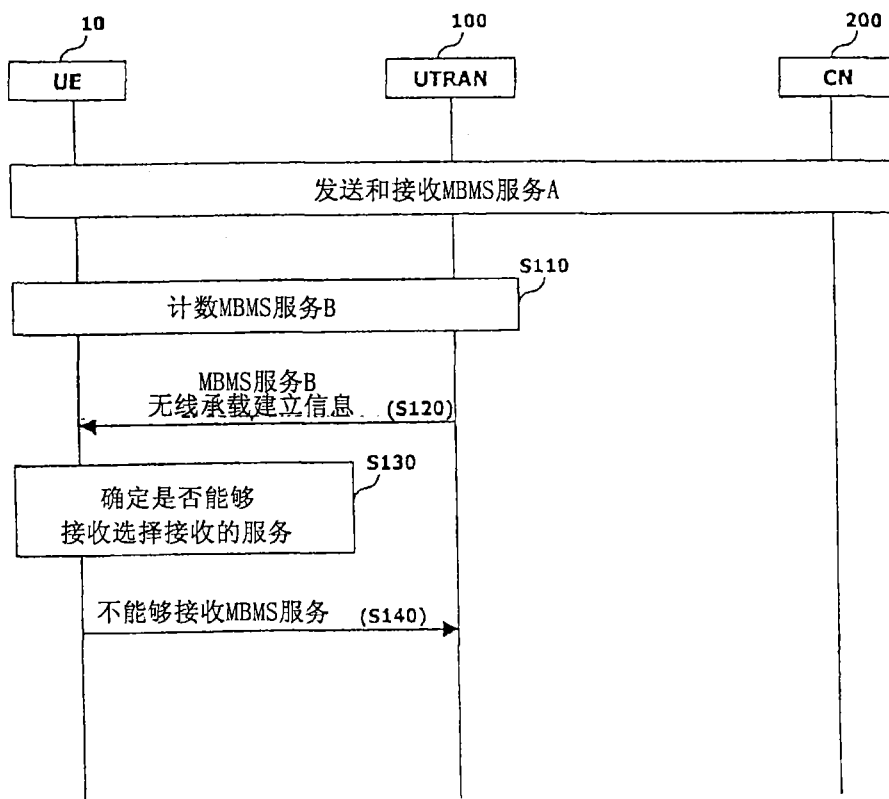 10
100
200
UE
UTRAN
CN
发送和接收MBMS服务A
S110
计数MBMS服务B
MBMS服务B
无线承载建立信息 (S120)
S130
确定是否能够
接收选择接收的服务
不能够接收MBMS服务 (S140)